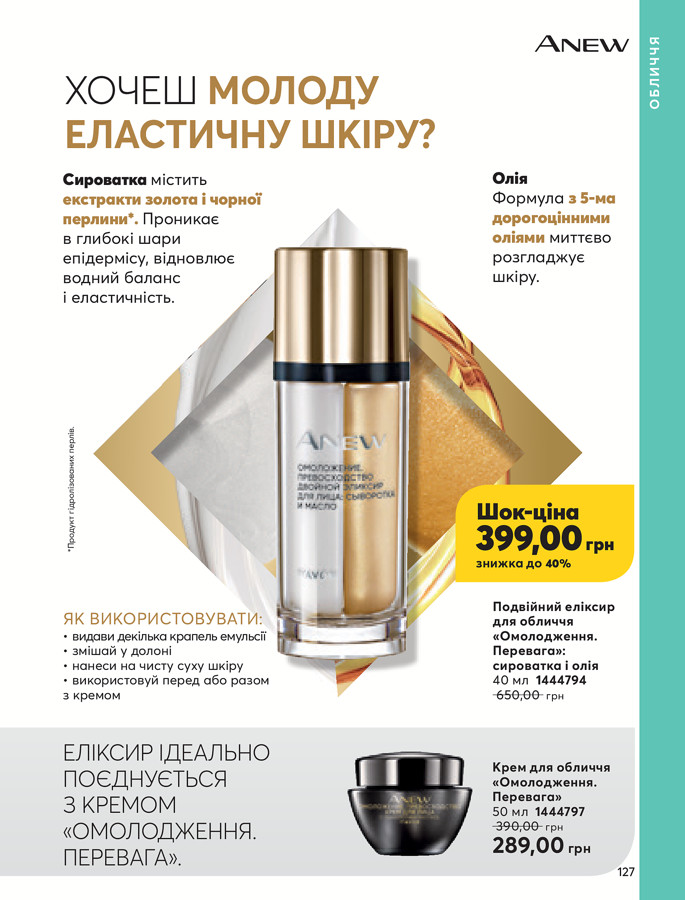 ANEW
ОБЛИЧЧЯ
ХОЧЕШ МОЛОДУ
ЕЛАСТИЧНУ ШКІРУ?
Сироватка містить
екстракти золота і чорної
перлини*. Проникає
в глибокі шари
епідермісу, відновлює
водний баланс
і еластичність.
Олія
Формула з 5-ма
дорогоцінними
оліями миттєво
розгладжує
шкіру.
*Продукт гідролізованих перлів.
ANEW
ОМОЛОЖЕНИЕ.
ПРЕВОСХОДСТВО
ДВОЙНОЙ ЭЛИКСИР
ДЛЯ ЛИЦА: СЫВОРОТКА
И МАСЛО
AVON
Шок-ціна
399,00 грн
знижка до 40%
ЯК ВИКОРИСТОВУВАТИ:
• видави декілька крапель емульсії
• змішай у долоні
• нанеси на чисту суху шкіру
• використовуй перед або разом
з кремом
Подвійний еліксир
для обличчя
«Омолодження.
Перевага»:
сироватка і олія
40 мл 1444794
650,00 грн
ЕЛІКСИР ІДЕАЛЬНО
ПОЄДНУЄТЬСЯ
З КРЕМОМ
«ОМОЛОДЖЕННЯ.
ПЕРЕВАГА».
ANEW
Крем для обличчя
«Омолодження.
Перевага»
50 мл 1444797
390,00 грн
289,00 грн
127